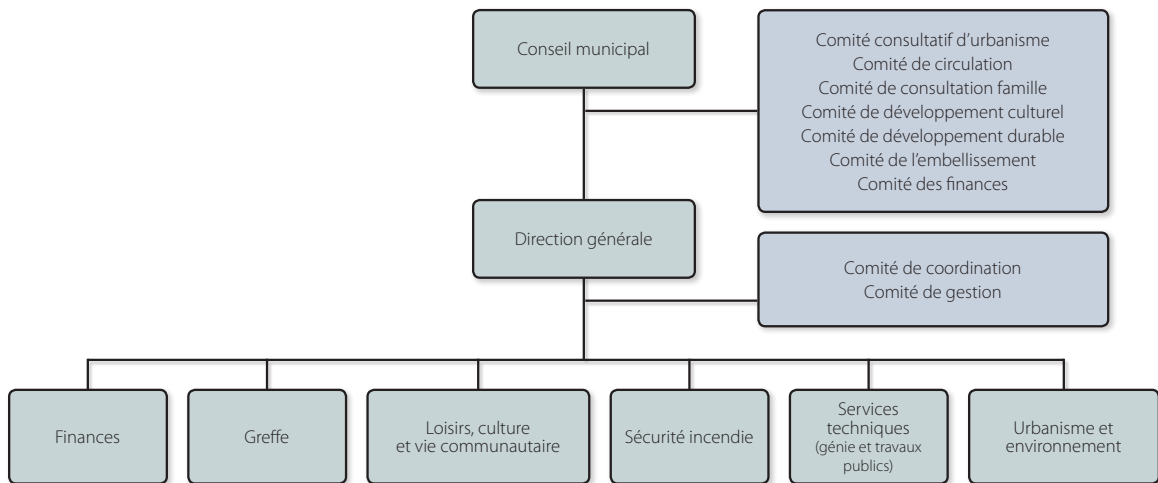 Conseil municipal
Comité consultatif d’urbanisme
Comité de circulation
Comité de consultation famille
Comité de développement culturel
Comité de développement durable
Comité de l’embellissement
Comité des finances
Direction générale
Comité de coordination
Comité de gestion
Finances
Greffe
Loisirs, culture
et vie communautaire
Sécurité incendie
Services
techniques
(génie et travaux
publics)
Urbanisme et
environnement